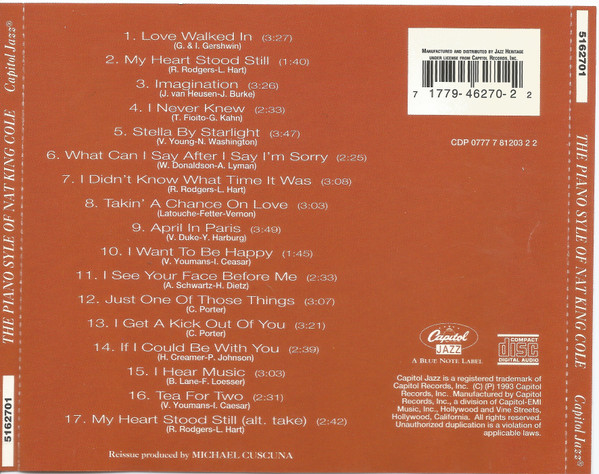 5162701
THE PIANO SYLE OF NAT KING COLE Capitol Jazz®
1. Love Walked In (3:27)
(G. & I. Gershwin)
2. My Heart Stood Still (1:40)
(R. Rodgers-L. Hart)
3. Imagination (3:26)
(J. van Heusen-J. Burke)
4. I Never Knew (2:33)
(T. Fioito-G. Kahn)
5. Stella By Starlight (3:47)
(V. Young-N. Washington)
6. What Can I Say After I Say I'm Sorry (2:25)
(W. Donaldson-A. Lyman)
7. I Didn't Know What Time It Was (3:08)
(R. Rodgers-L. Hart)
8. Takin' A Chance On Love (3:03)
(Latouche-Fetter-Vernon)
9. April In Paris (3:49)
(V. Duke-Y. Harburg)
10. I Want To Be Happy (1:45)
(V. Youmans-I. Ceasar)
11. I See Your Face Before Me (2:33)
(A. Schwartz-H. Dietz)
12. Just One Of Those Things (3:07)
(C. Porter)
13. I Get A Kick Out Of You (3:21)
(C. Porter)
14. If I Could Be With You (2:39)
(H. Creamer-P. Johnson)
15. I Hear Music (3:03)
(B. Lane-F. Loesser)
16. Tea For Two (2:31)
(V. Youmans-I. Caesar)
17. My Heart Stood Still (alt. take) (2:42)
(R. Rodgers-L. Hart)
Reissue produced by MICHAEL CUSCUNA
MANUFACTURED AND DISTRIBUTED BY JAZZ HERITAGE
UNDER LICENSE FROM CAPITOL RECORDS, INC.
7 1779-46270-2 2
CDP 0777 7 81203 2 2
Capitol
JAZZ
A BLUE NOTE LABEL
COMPACT
disc
DIGITAL AUDIO
Capitol Jazz is a registered trademark of
Capitol Records, Inc. (C) (P) 1993 Capitol
Records, Inc. Manufactured by Capitol
Records, Inc., a division of Capitol-EMI
Music, Inc., Hollywood and Vine Streets,
Hollywood, California. All rights reserved.
Unauthorized duplication is a violation of
applicable laws.
5162701
THE PIANO SYLE OF NAT KING COLE Capitol Jazz®
5162701